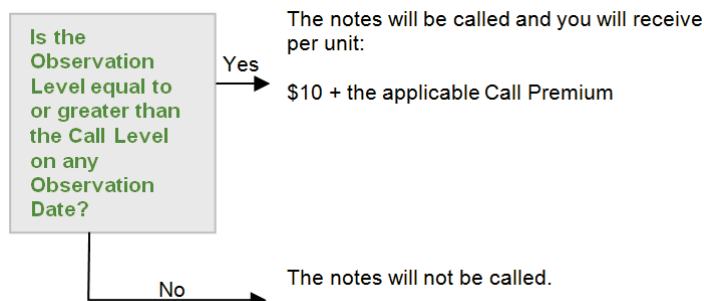 Is the
Observation
Level equal to
or greater than
the Call Level
on any
Observation
Date?
Yes
The notes will be called and you will receive
per unit:
$10 + the applicable Call Premium
No
The notes will not be called.